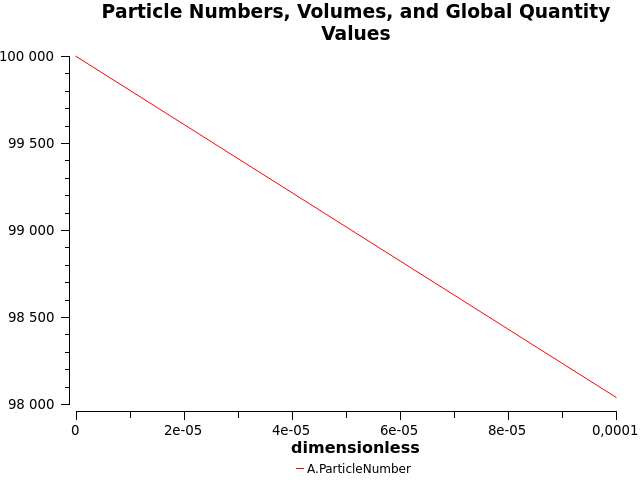 Particle Numbers, Volumes, and Global Quantity
Values
100 000
99 500
99 000
98 500
98 000
0 2e-05 4e-05 6e-05 8e-05 0,0001
dimensionless
A.ParticleNumber